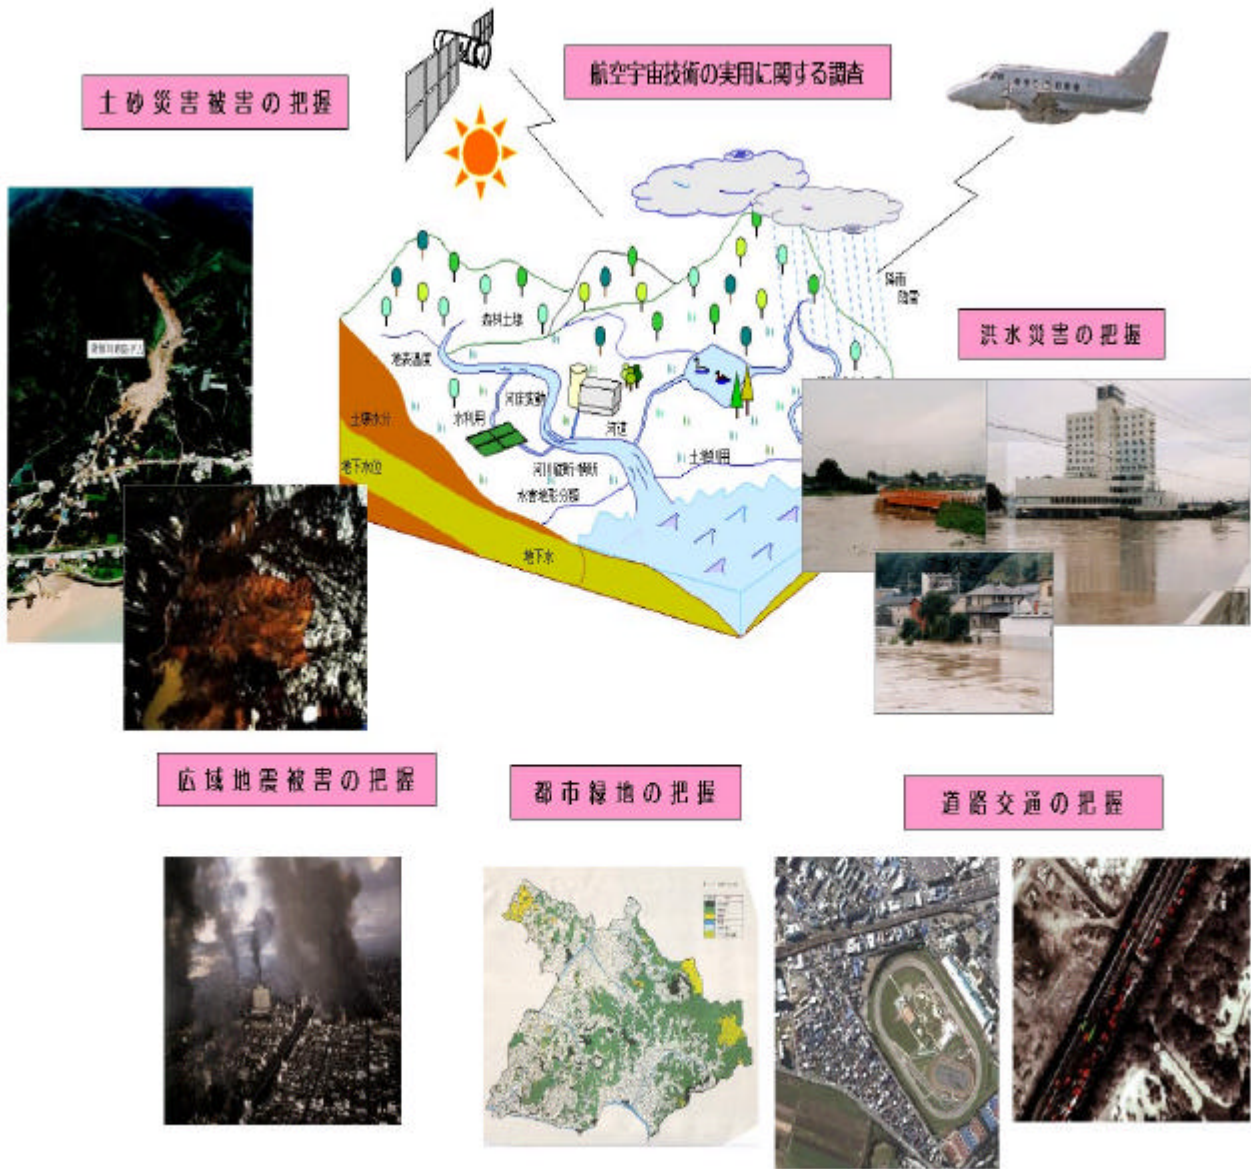 航空宇宙技術の実用に関する調査
土砂災害被害の把握
降雨
降雪
洪水災害の把握
森林土壌
地表温度
河床変動
水利用
河道
土壌水分
土地利用
河川縦断・横断
地下水位
水害地形分類
地下水
広域地震被害の把握
都市緑地の把握
道路交通の把握